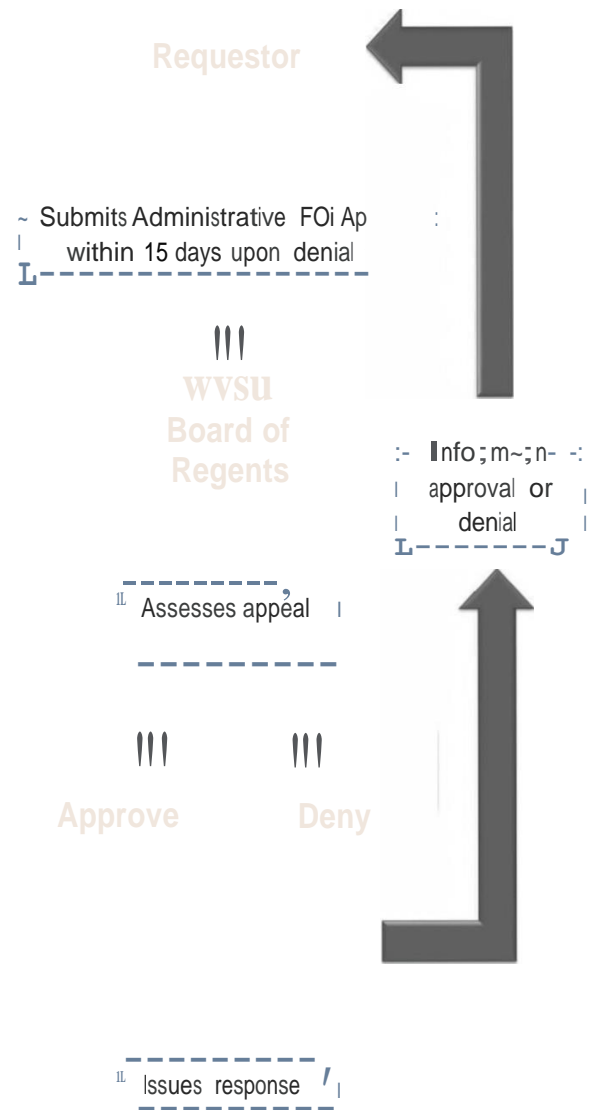 Requestor
Submits Administrative FOi Ap
within 15 days upon denial
wvsu
Board of
Regents
approval or
denial
Assesses appeal
Approve
Deny
Issues response